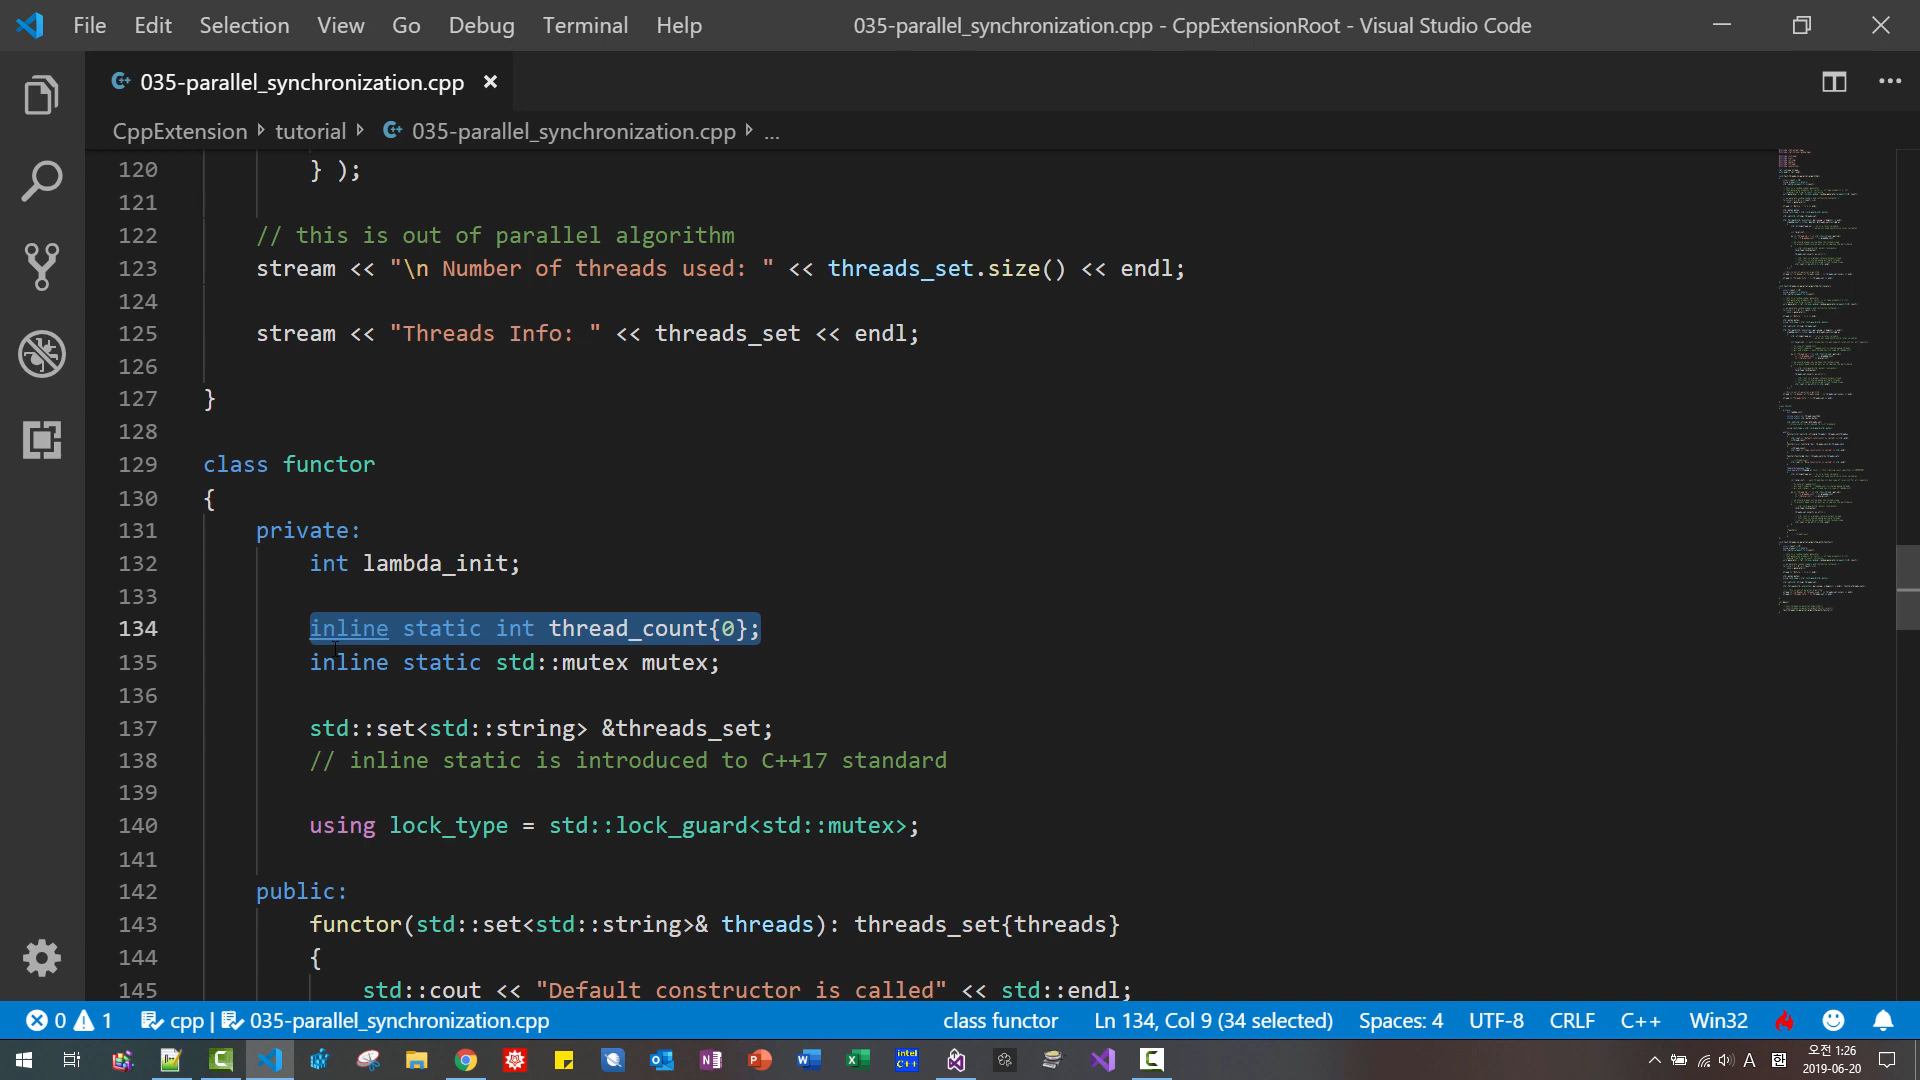 File Edit Selection View Go Debug Terminal Help 035-parallel_synchronization.cpp - CppExtensionRoot - Visual Studio Code
035-parallel_synchronization.cpp
CppExtension tutorial 035-parallel_synchronization.cpp ...
120 } );
121
122 // this is out of parallel algorithm
123 stream << "\n Number of threads used: " << threads_set.size() << endl;
124
125 stream << "Threads Info: " << threads_set << endl;
126
127 }
128
129 class functor
130 {
131 private:
132 int lambda_init;
133
134 inline static int thread_count{0};
135 inline static std::mutex mutex;
136
137 std::set<std::string> &threads_set;
138 // inline static is introduced to C++17 standard
139
140 using lock_type = std::lock_guard<std::mutex>;
141
142 public:
143 functor(std::set<std::string>& threads): threads_set{threads}
144 {
145 std::cout << "Default constructor is called" << std::endl;
0 1 cpp | 035-parallel_synchronization.cpp class functor Ln 134, Col 9 (34 selected) Spaces: 4 UTF-8 CRLF C++ Win32
intel C++
A 오전 1:26
2019-06-20